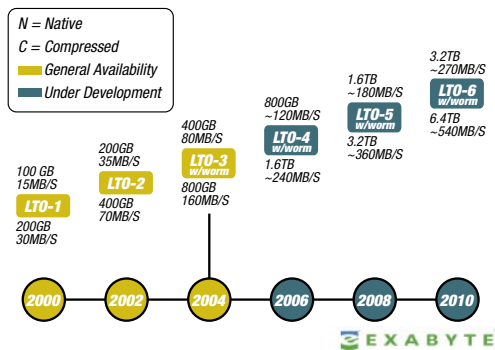 N = Native
C = Compressed
General Availability
Under Development
100 GB
15MB/S
LTO-1
200GB
30MB/S
200GB
35MB/S
LTO-2
400GB
70MB/S
400GB
80MB/S
LTO-3
w/worm
800GB
160MB/S
800GB
~120MB/S
LTO-4
w/worm
1.6TB
~240MB/S
1.6TB
~180MB/S
LTO-5
w/worm
3.2TB
~360MB/S
3.2TB
~270MB/S
LTO-6
w/worm
6.4TB
~540MB/S
2000
2002
2004
2006
2008
2010
EXABYTE